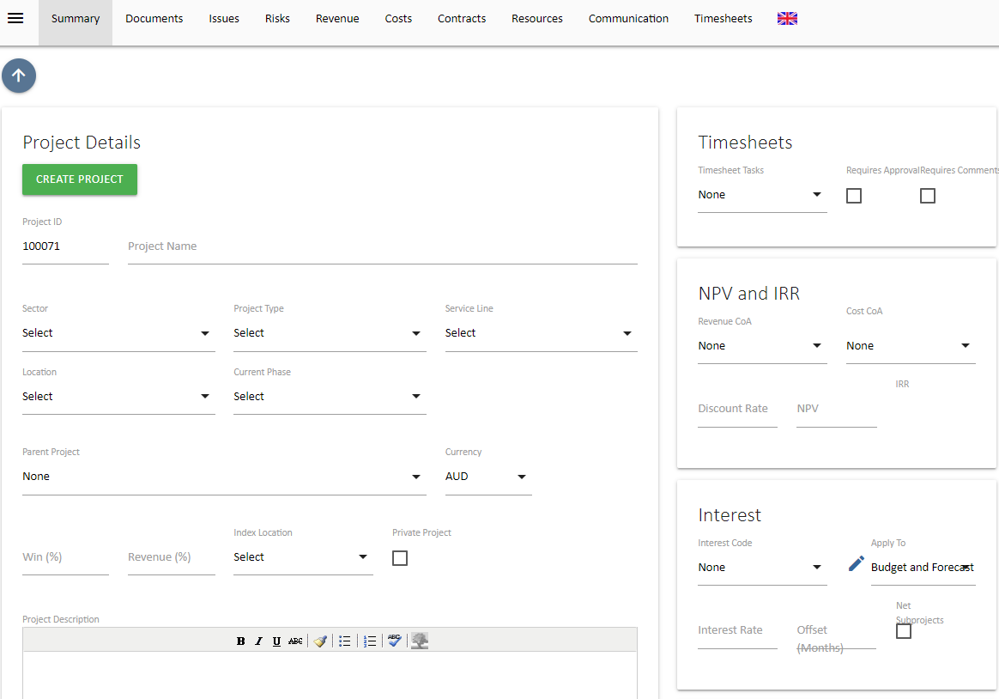 Summary Documents Issues Risks Revenue Costs Contracts Resources Communication Timesheets
Project Details
CREATE PROJECT
Project ID
100071 Project Name
Sector Project Type Service Line
Select Select Select
Location Current Phase
Select Select
Parent Project Currency
None AUD
Index Location Private Project
Win (%) Revenue (%) Select
Project Description
B I U ABC ABC
Timesheets
Timesheet Tasks Requires Approval Requires Comments
None
NPV and IRR
Revenue CoA Cost CoA
None None
IRR
Discount Rate NPV
Interest
Interest Code Apply To
None Budget and Forecast
Net
Subprojects
Interest Rate Offset
(Months)